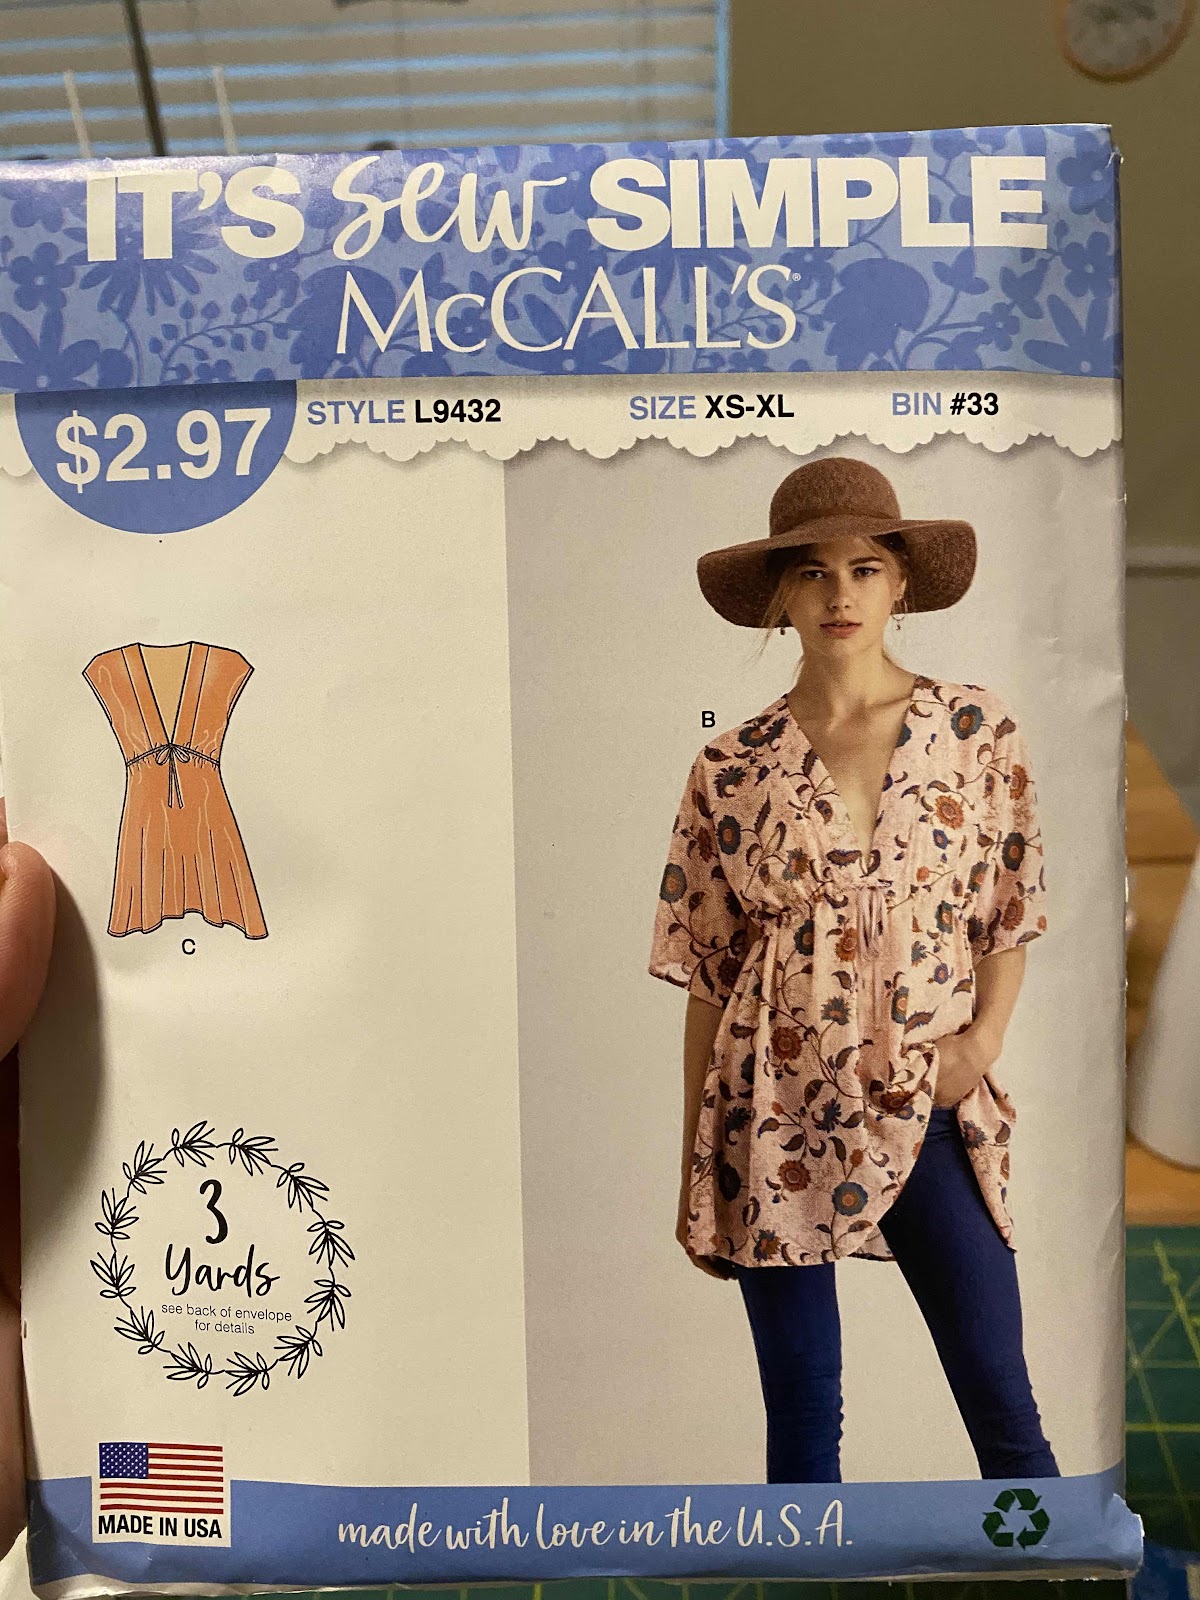 IT'S sew SIMPLE
McCALL'S®
$2.97 STYLE L9432 SIZE XS-XL BIN #33
B
C
3
Yards
see back of envelope
for details
MADE IN USA
made with love in the U.S.A.